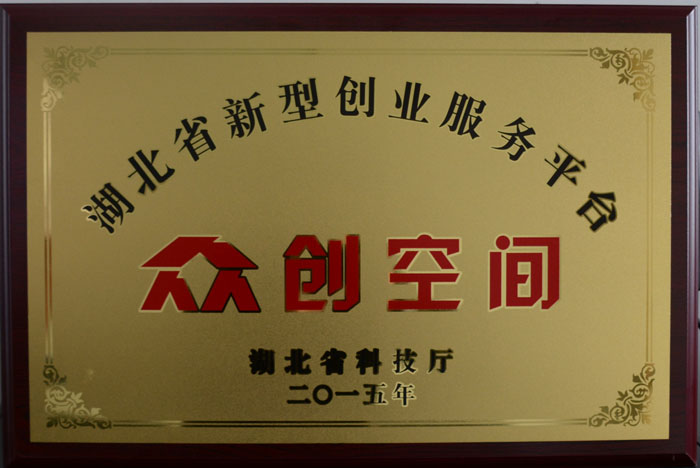 湖北省新型创业服务平台
众创空间
湖北省科技厅
二〇一五年